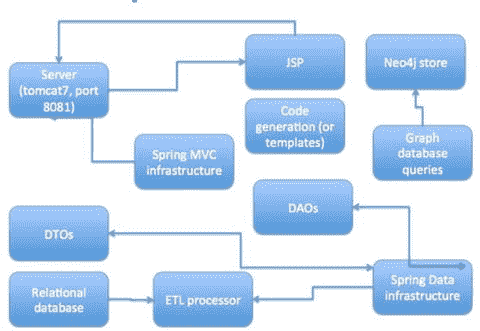 JSP
Neo4j store
Server
(tomcat7, port
8081)
Code
generation (or
templates)
Graph
database
queries
Spring MVC
infrastructure
DAOs
DTOs
Spring Data
infrastructure
Relational
database
ETL processor